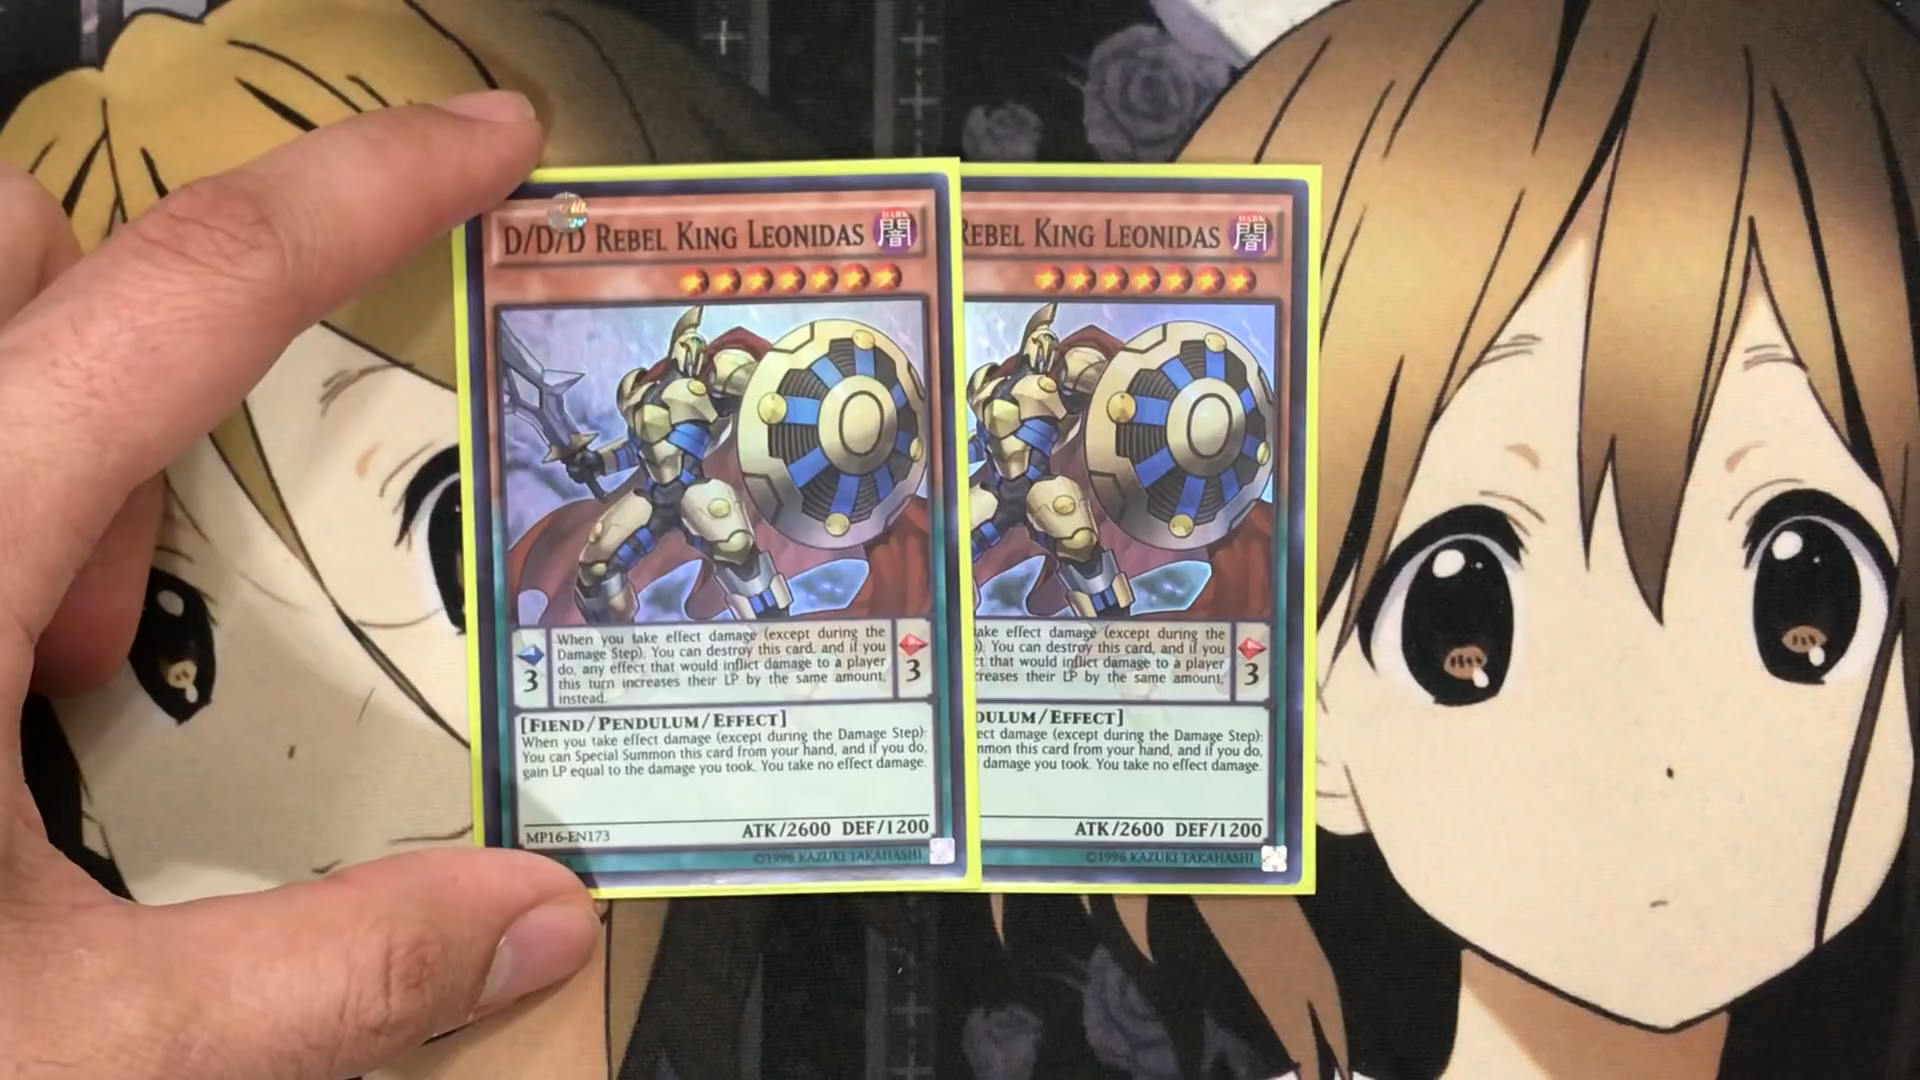 D/D/D REBEL KING LEONIDAS
DARK
闇
When you take effect damage (except during the
Damage Step): You can destroy this card, and if you
do, any effect that would inflict damage to a player
this turn increases their LP by the same amount,
instead.
3
3
[FIEND/PENDULUM/EFFECT]
When you take effect damage (except during the Damage Step):
You can Special Summon this card from your hand, and if you do,
gain LP equal to the damage you took. You take no effect damage.
MP16-EN173
ATK/2600 DEF/1200
©1996 KAZUKI TAKAHASHI
REBEL KING LEONIDAS
DARK
闇
take effect damage (except during the
): You can destroy this card, and if you
ct that would inflict damage to a player
creases their LP by the same amount,
3
DULUM/EFFECT]
ect damage (except during the Damage Step):
mmon this card from your hand, and if you do,
damage you took. You take no effect damage.
ATK/2600 DEF/1200
©1996 KAZUKI TAKAHASHI